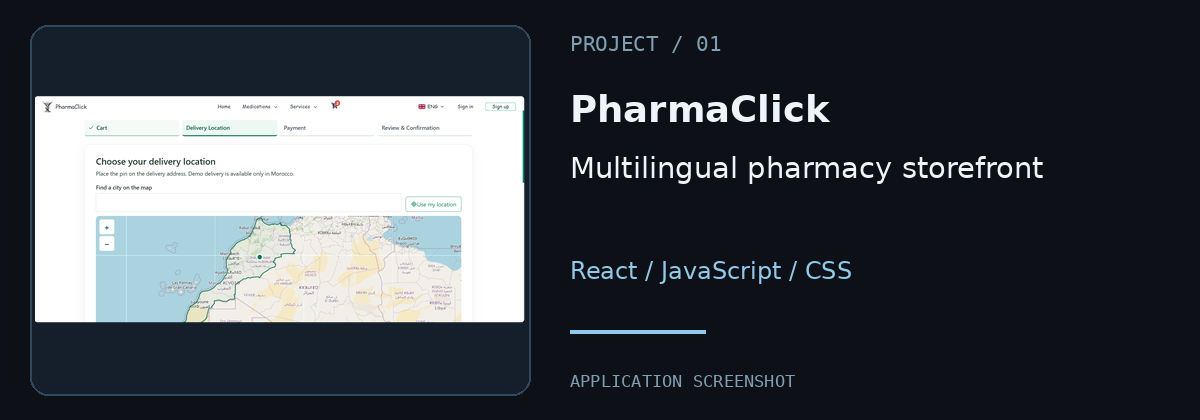 PharmaClick
Home
Medications
Services
ENG
Sign in
Sign up
Cart
Delivery Location
Payment
Review & Confirmation
Choose your delivery location
Place the pin on the delivery address. Demo delivery is available only in Morocco.
Find a city on the map
Use my location
+
−
PROJECT / 01
PharmaClick
Multilingual pharmacy storefront
React / JavaScript / CSS
APPLICATION SCREENSHOT